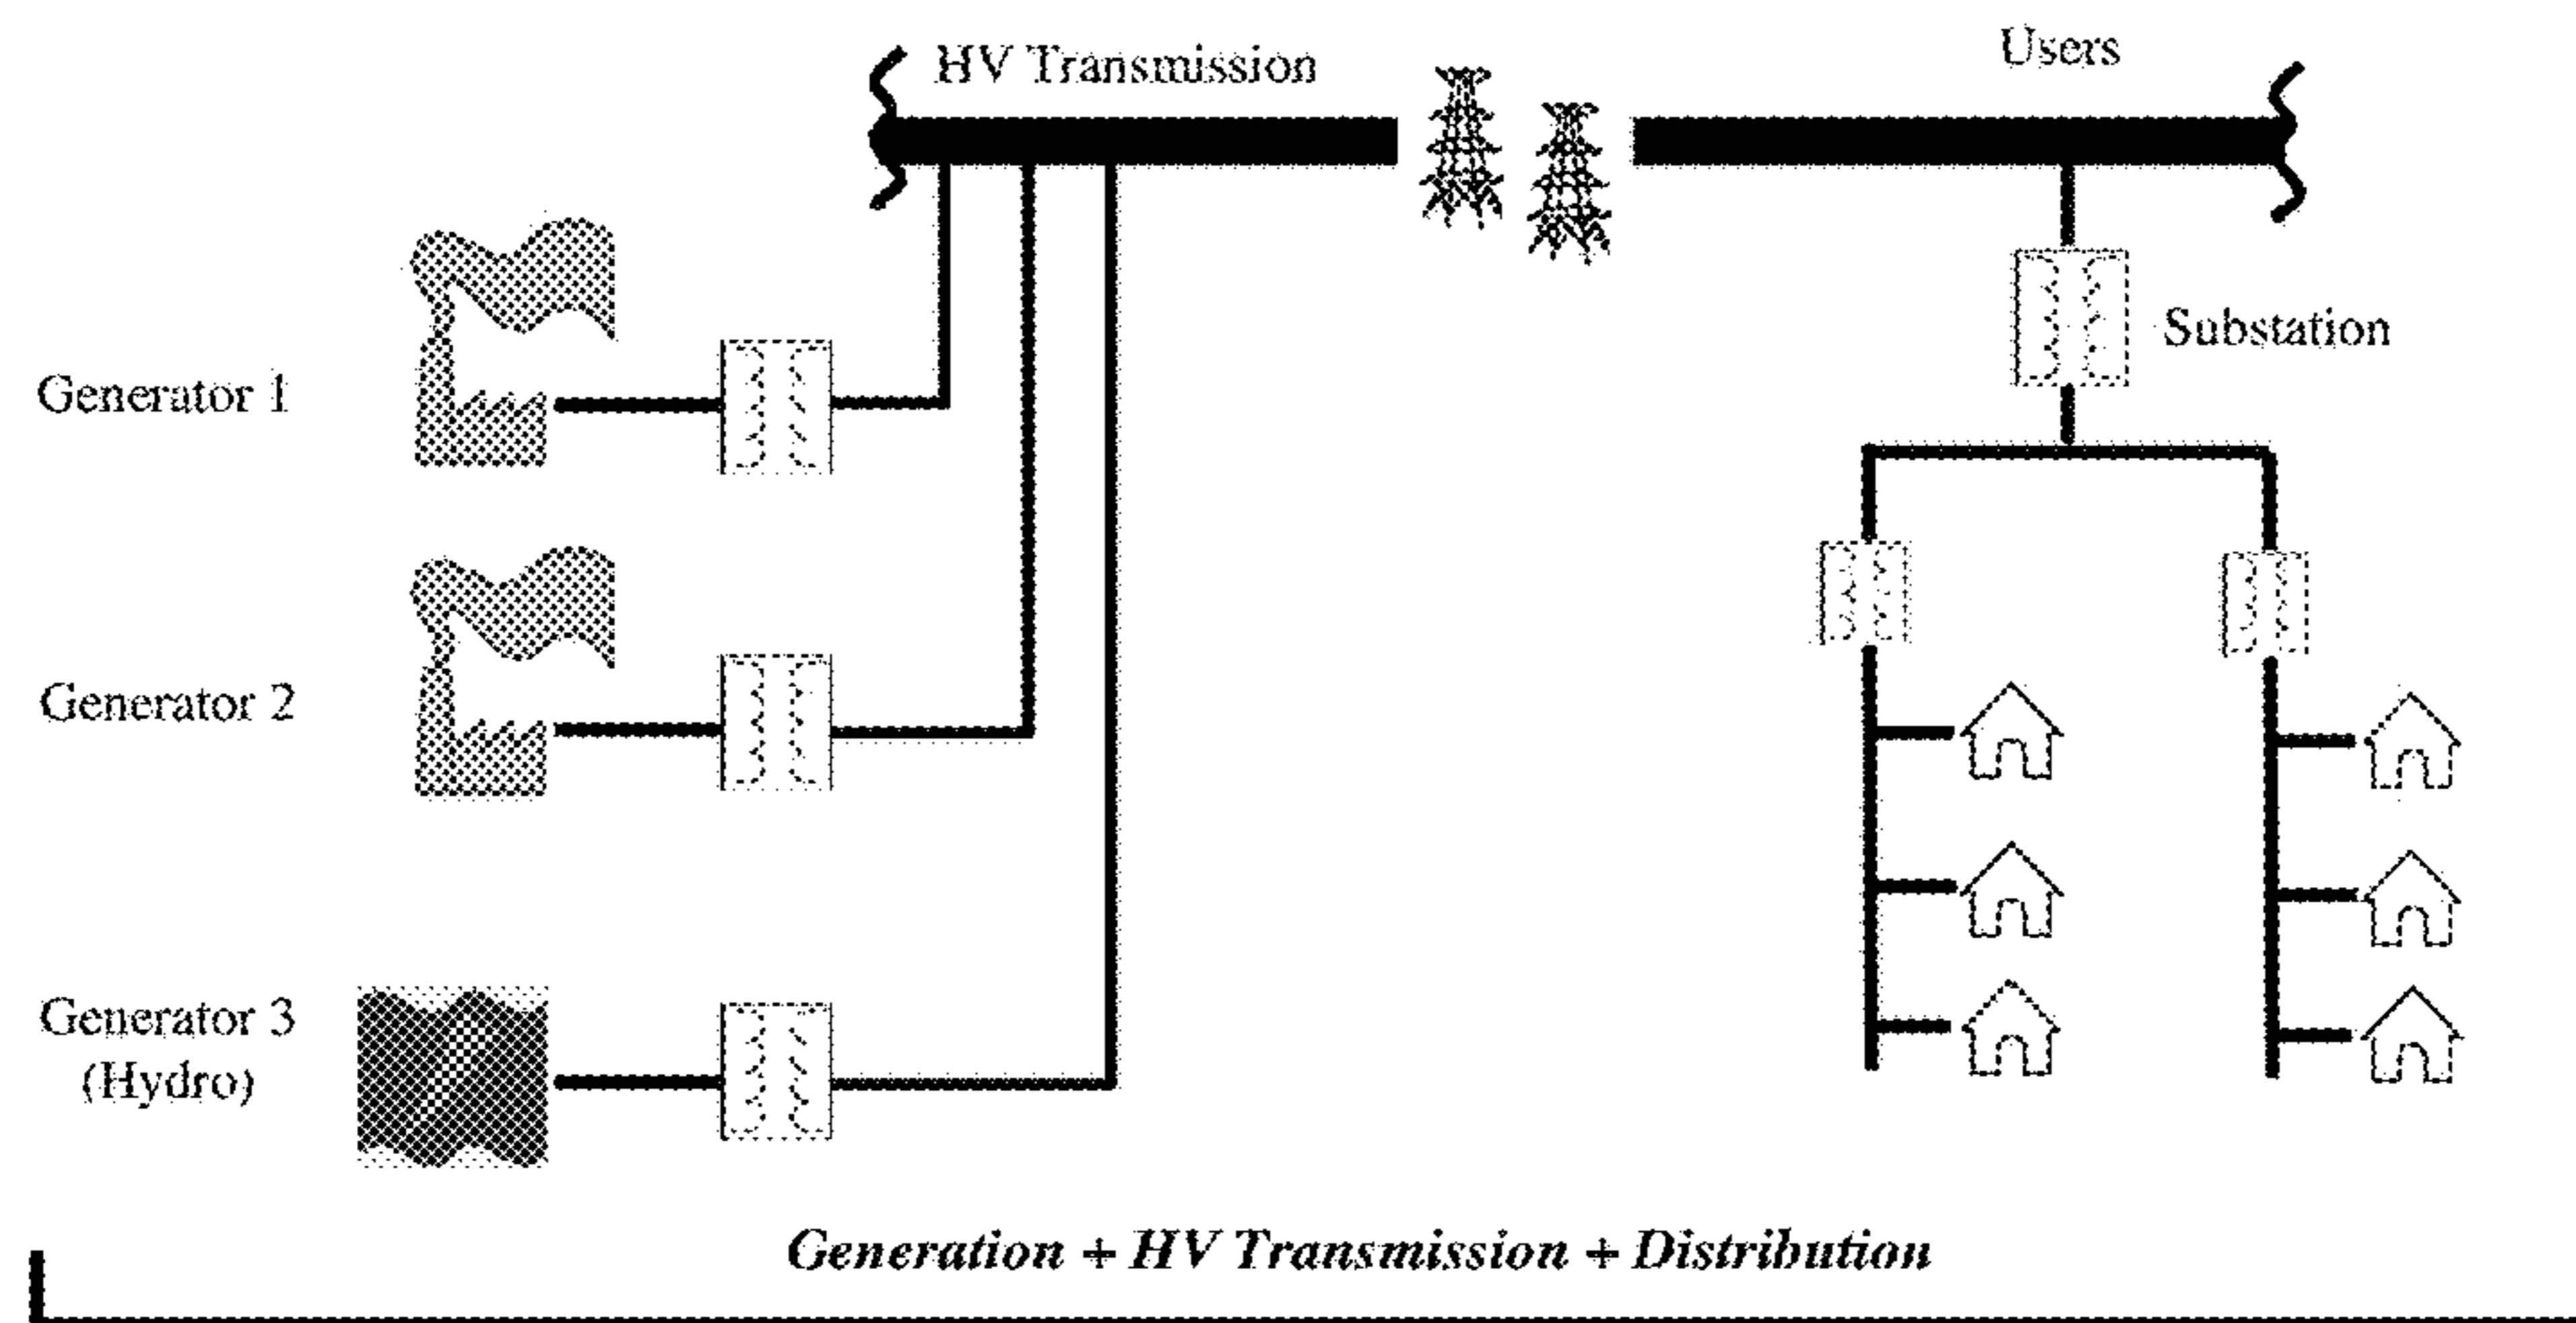 HV Transmission
Users
Substation
Generator 1
Generator 2
Generator 3
(Hydro)
Generation + HV Transmission + Distribution